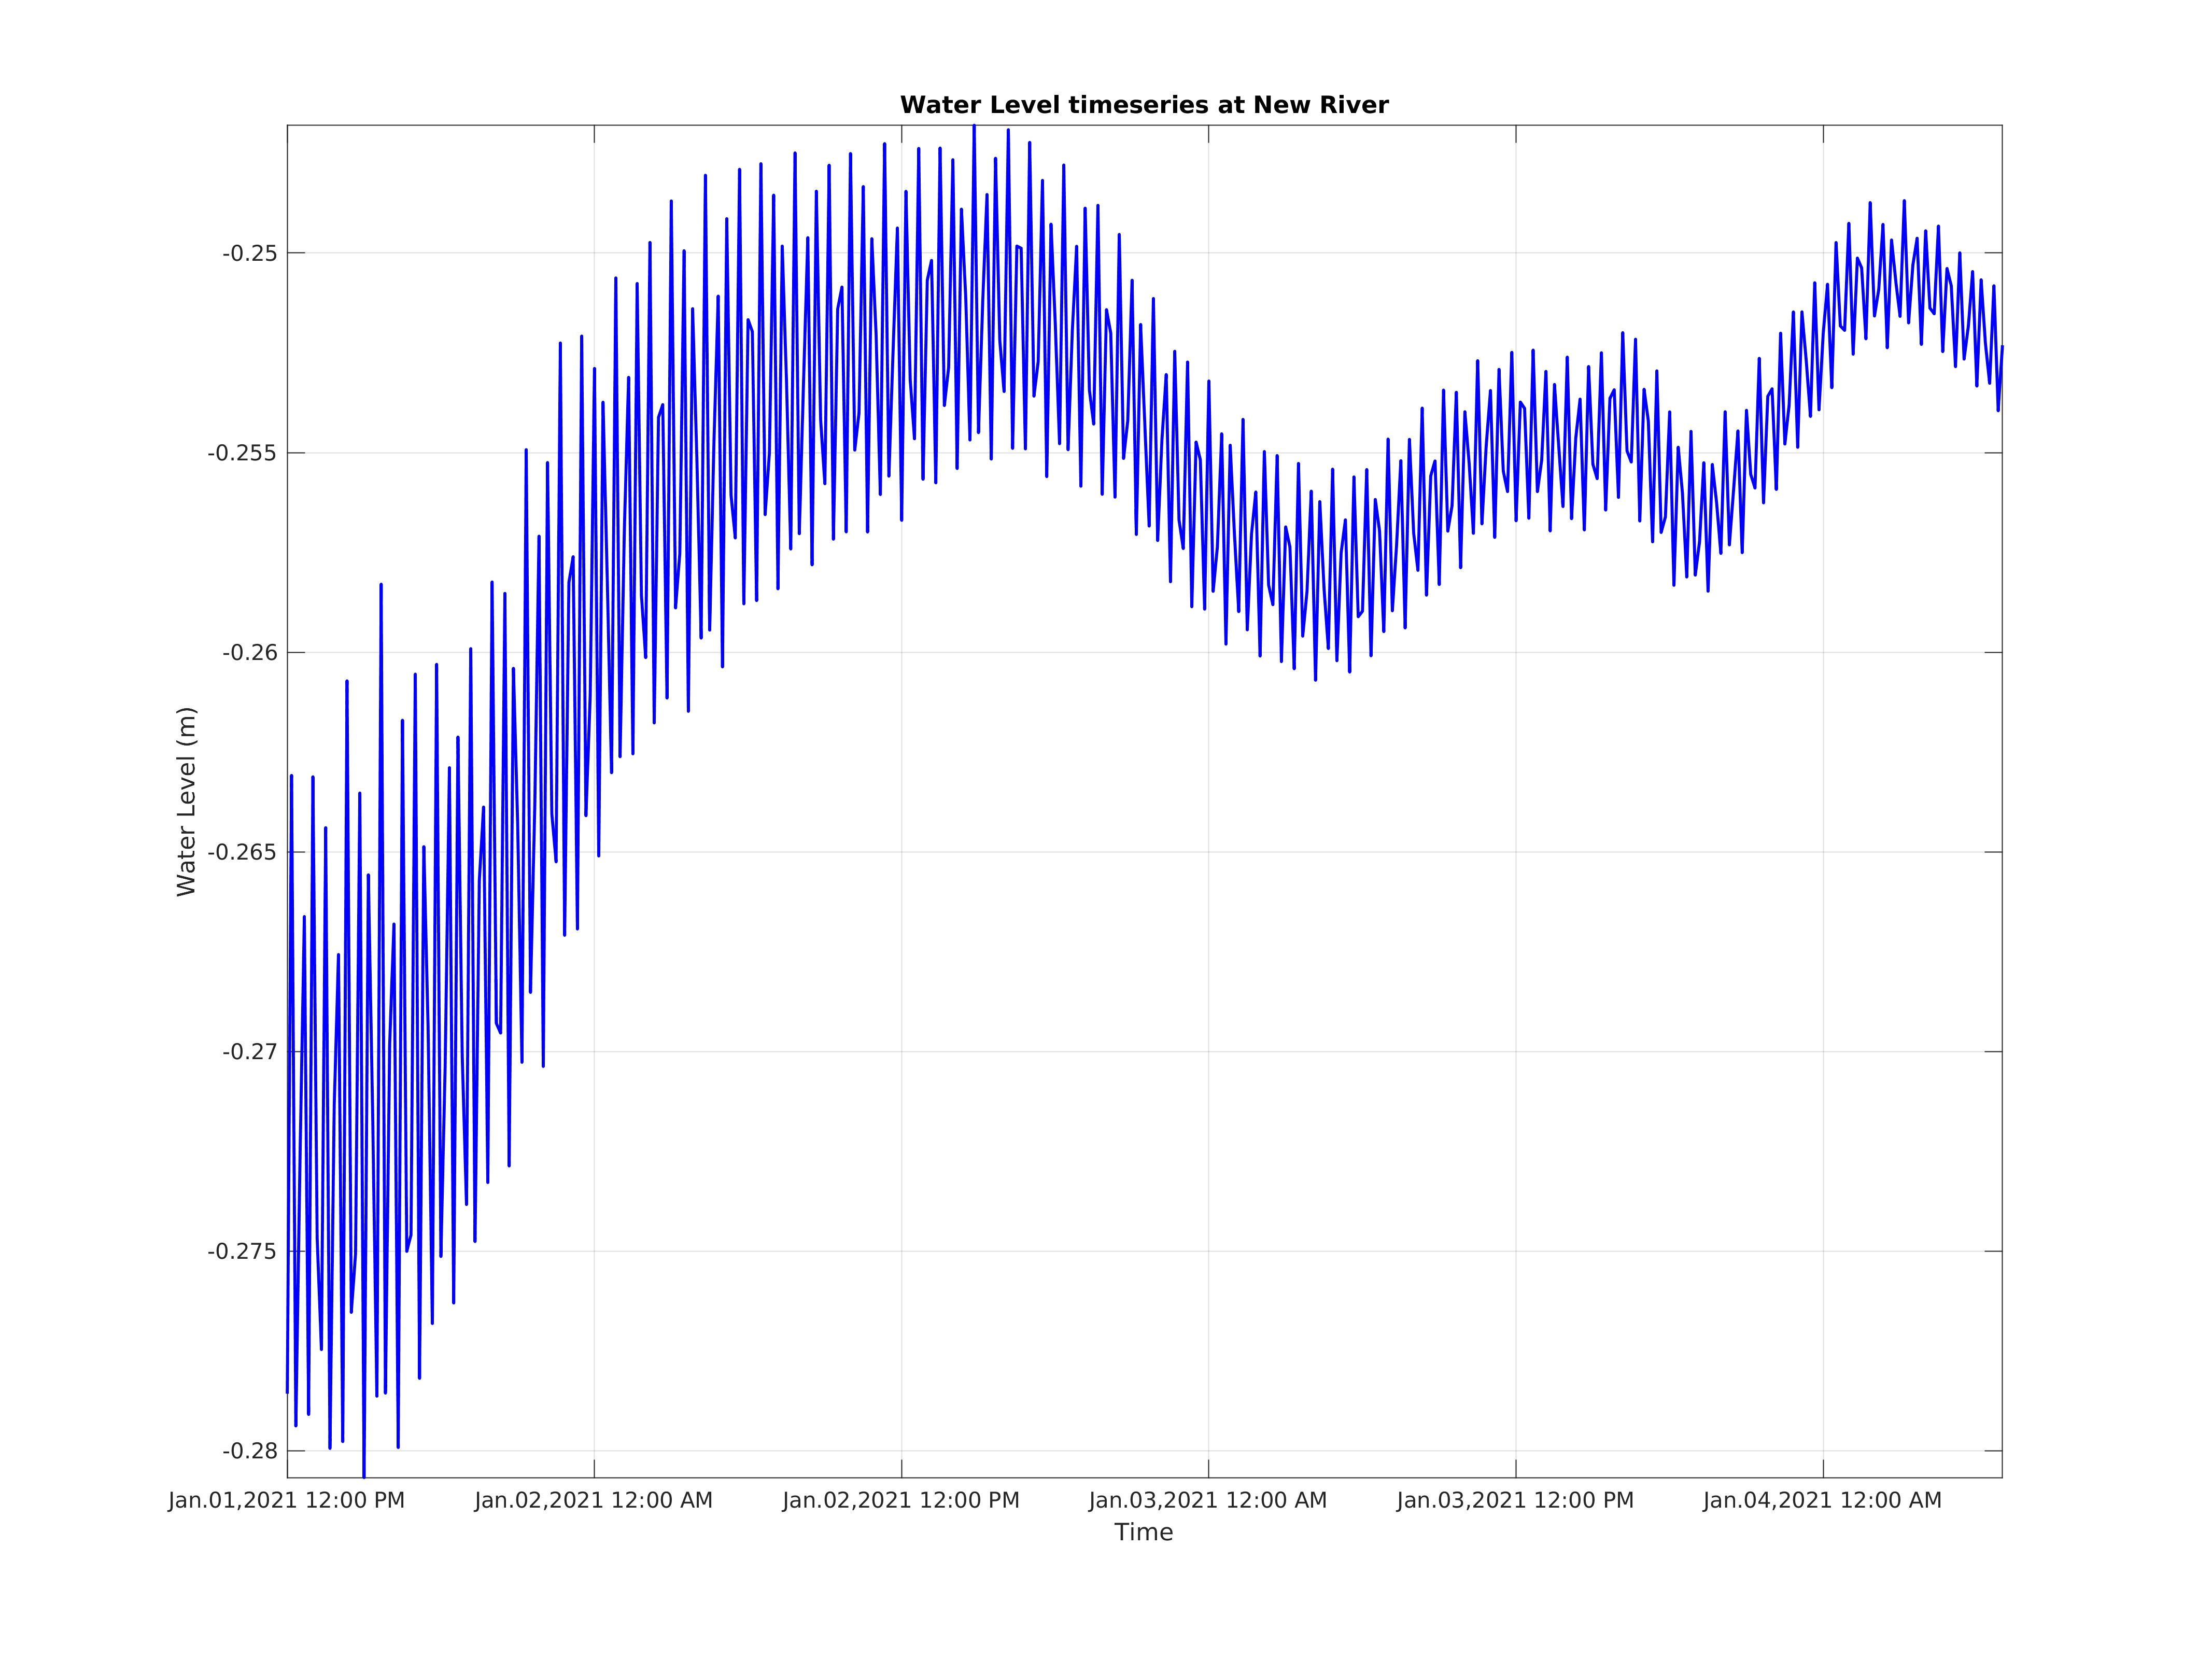 Water Level timeseries at New River
Water Level (m)
-0.25
-0.255
-0.26
-0.265
-0.27
-0.275
-0.28
Jan.01,2021 12:00 PM
Jan.02,2021 12:00 AM
Jan.02,2021 12:00 PM
Jan.03,2021 12:00 AM
Jan.03,2021 12:00 PM
Jan.04,2021 12:00 AM
Time